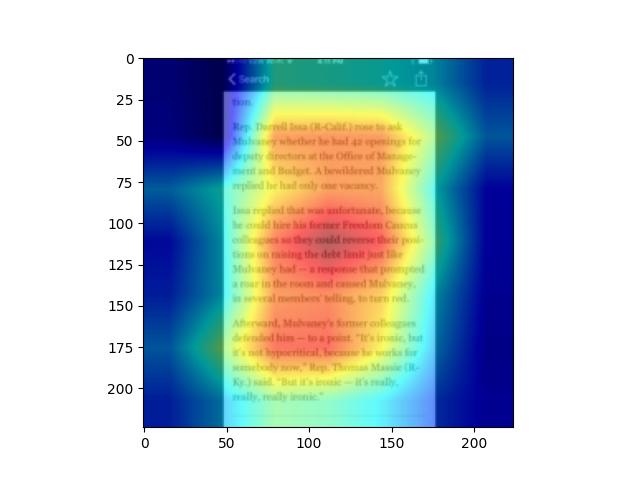 0
25
50
75
100
125
150
175
200
0
50
100
150
200
Search
tion.
Rep. Darrell Issa (R-Calif.) rose to ask
Mulvaney whether he had 42 openings for
deputy directors at the Office of Manage-
ment and Budget. A bewildered Mulvaney
replied he had only one vacancy.
Issa replied that was unfortunate, because
he could hire his former Freedom Caucus
colleagues so they could reverse their posi-
tions on raising the debt limit just like
Mulvaney had — a response that prompted
a roar in the room and caused Mulvaney,
in several members' telling, to turn red.
Afterward, Mulvaney's former colleagues
defended him — to a point. "It's ironic, but
it's not hypocritical, because he works for
somebody now," Rep. Thomas Massie (R-
Ky.) said. "But it's ironic — it's really,
really, really ironic."